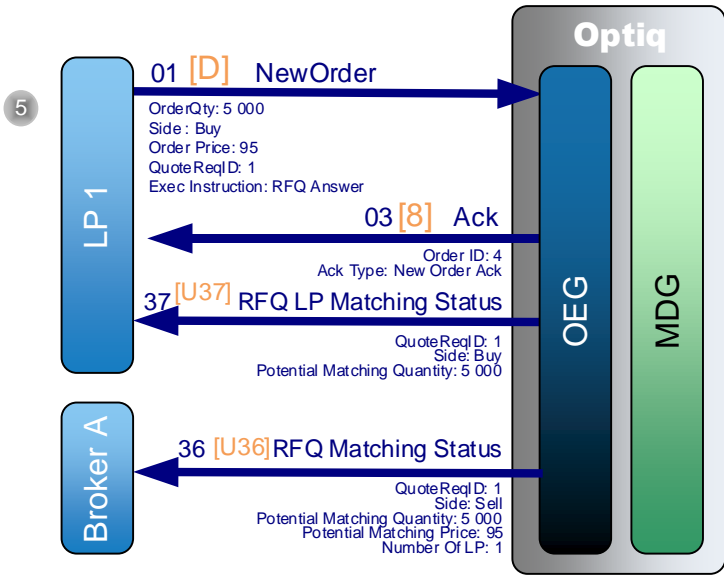 Optiq
5
01 [D] NewOrder
OrderQty: 5 000
Side : Buy
Order Price: 95
QuoteReqID: 1
Exec Instruction: RFQ Answer
LP 1
03 [8] Ack
Order ID: 4
Ack Type: New Order Ack
37 [U37] RFQ LP Matching Status
QuoteReqID: 1
Side: Buy
Potential Matching Quantity: 5 000
OEG
MDG
Broker A
36 [U36] RFQ Matching Status
QuoteReqID: 1
Side: Sell
Potential Matching Quantity: 5 000
Potential Matching Price: 95
Number Of LP: 1